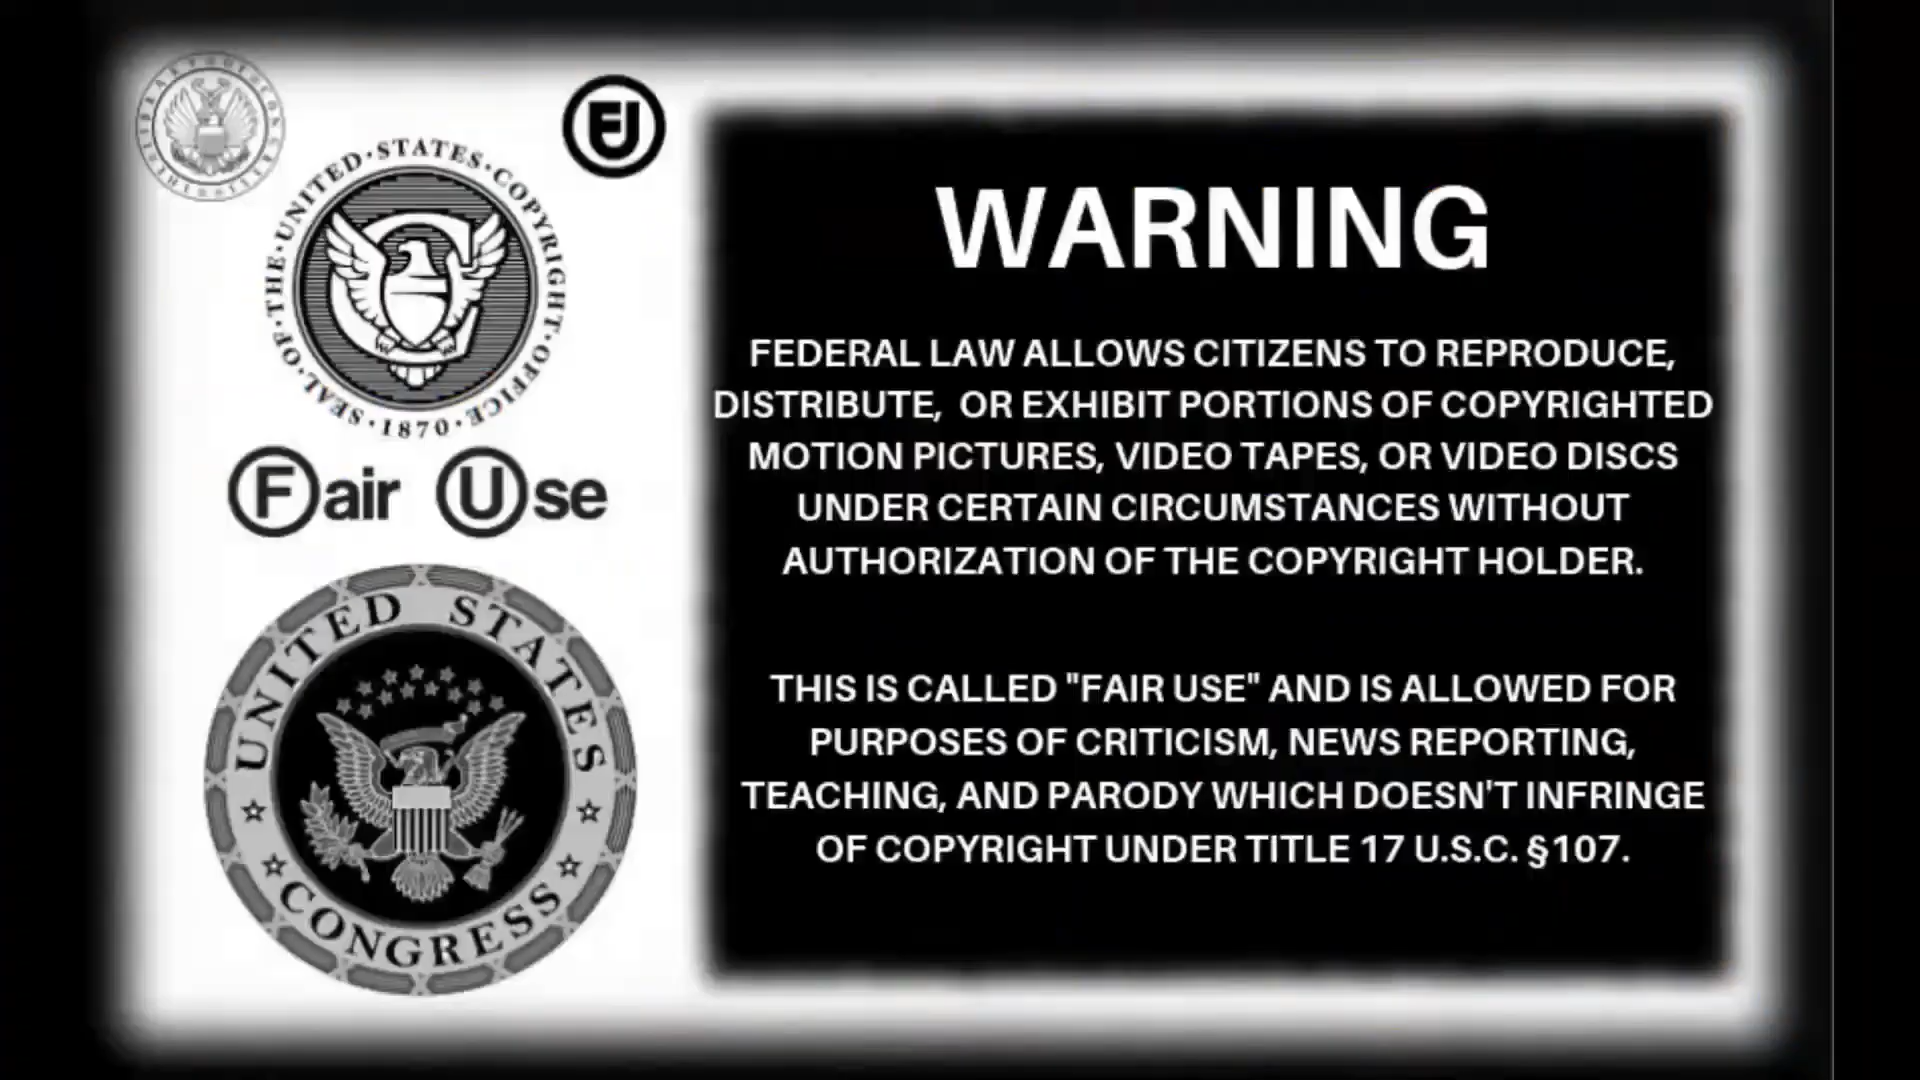 ·SEAL·OF·THE·UNITED·STATES·COPYRIGHT·OFFICE·
1870
Fair Use
UNITED STATES
CONGRESS
WARNING
FEDERAL LAW ALLOWS CITIZENS TO REPRODUCE,
DISTRIBUTE, OR EXHIBIT PORTIONS OF COPYRIGHTED
MOTION PICTURES, VIDEO TAPES, OR VIDEO DISCS
UNDER CERTAIN CIRCUMSTANCES WITHOUT
AUTHORIZATION OF THE COPYRIGHT HOLDER.
THIS IS CALLED "FAIR USE" AND IS ALLOWED FOR
PURPOSES OF CRITICISM, NEWS REPORTING,
TEACHING, AND PARODY WHICH DOESN'T INFRINGE
OF COPYRIGHT UNDER TITLE 17 U.S.C. §107.